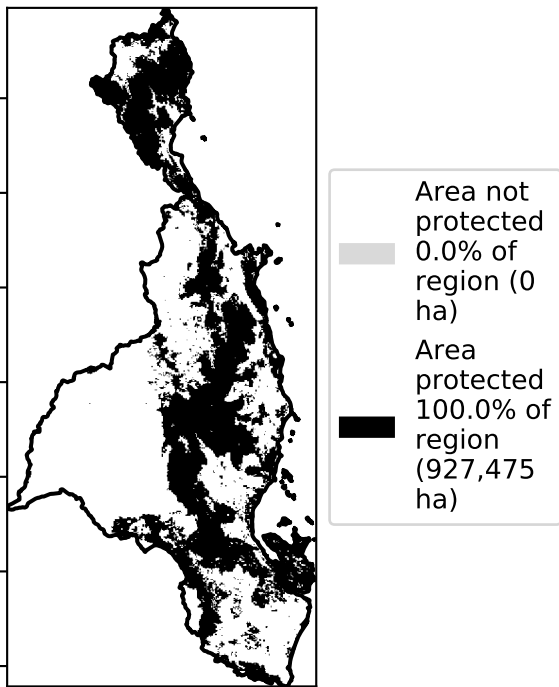 Area not
protected
0.0% of
region (0
ha)
Area
protected
100.0% of
region
(927,475
ha)